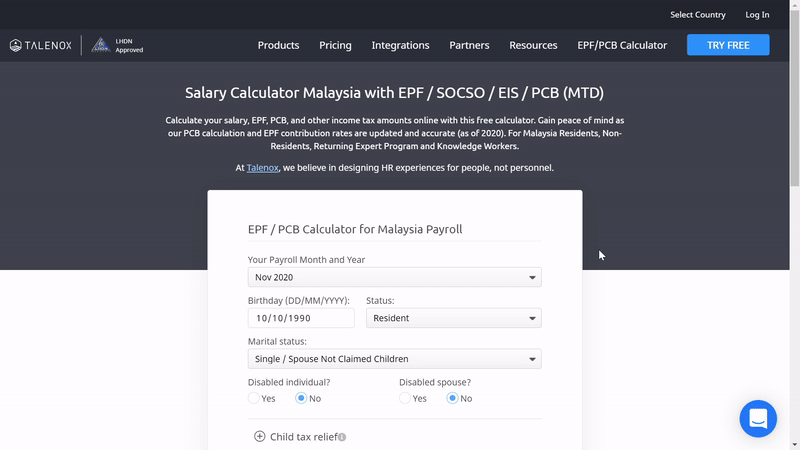 Select Country Log In
TALENOX LHDN Approved Products Pricing Integrations Partners Resources EPF/PCB Calculator TRY FREE
Salary Calculator Malaysia with EPF / SOCSO / EIS / PCB (MTD)
Calculate your salary, EPF, PCB, and other income tax amounts online with this free calculator. Gain peace of mind as
our PCB calculation and EPF contribution rates are updated and accurate (as of 2020). For Malaysia Residents, Non-
Residents, Returning Expert Program and Knowledge Workers.
At Talenox, we believe in designing HR experiences for people, not personnel.
EPF / PCB Calculator for Malaysia Payroll
Your Payroll Month and Year
Nov 2020
Birthday (DD/MM/YYYY): Status:
10/10/1990 Resident
Marital status:
Single / Spouse Not Claimed Children
Disabled individual? Disabled spouse?
Yes No Yes No
Child tax relief